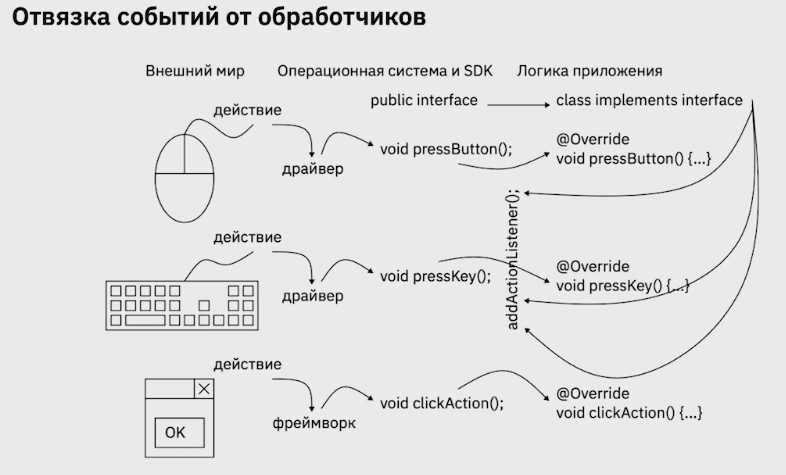 Отвязка событий от обработчиков
Внешний мир
Операционная система и SDK
Логика приложения
public interface
class implements interface
действие
драйвер
void pressButton();
@Override
void pressButton() {...}
addActionListener();
действие
драйвер
void pressKey();
@Override
void pressKey() {...}
действие
фреймворк
void clickAction();
@Override
void clickAction() {...}
OK